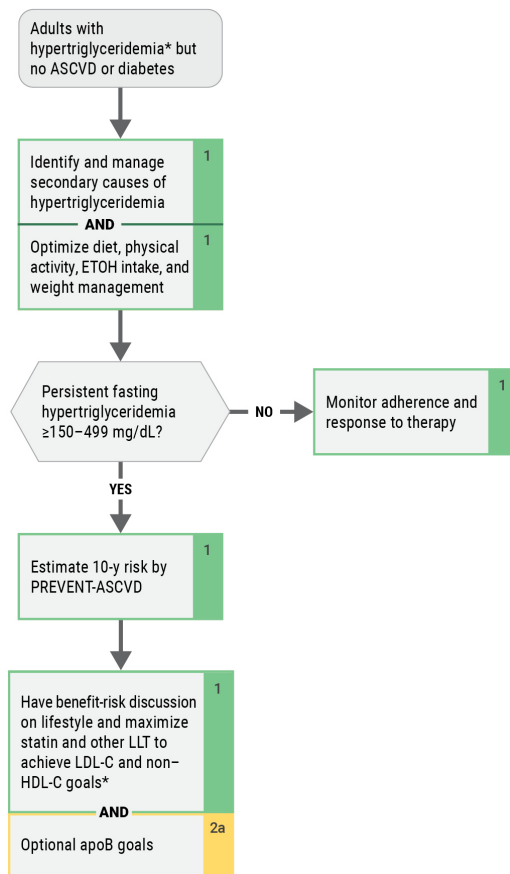 Adults with
hypertriglyceridemia* but
no ASCVD or diabetes
Identify and manage
secondary causes of
hypertriglyceridemia
1
AND
Optimize diet, physical
activity, ETOH intake, and
weight management
1
Persistent fasting
hypertriglyceridemia
≥150–499 mg/dL?
NO
Monitor adherence and
response to therapy
1
YES
Estimate 10-y risk by
PREVENT-ASCVD
1
Have benefit-risk discussion
on lifestyle and maximize
statin and other LLT to
achieve LDL-C and non–
HDL-C goals*
1
AND
Optional apoB goals
2a